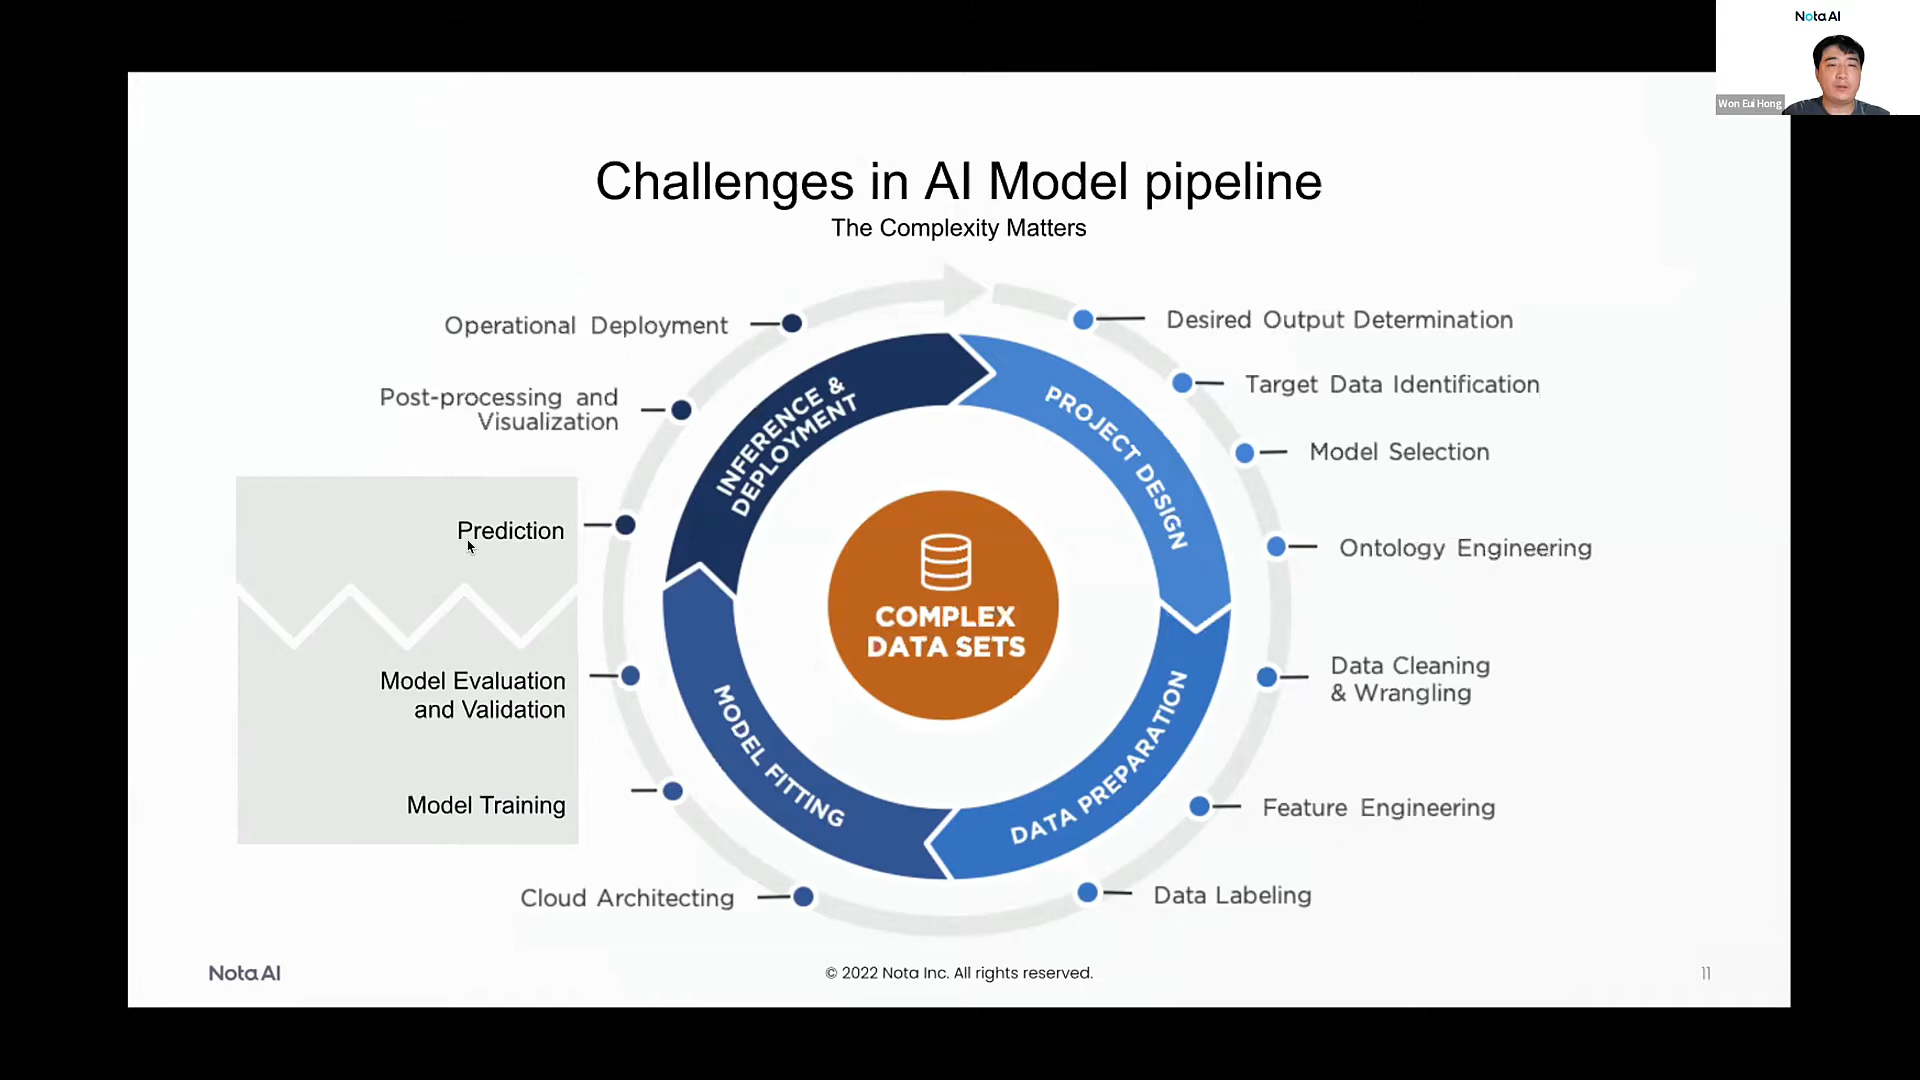 Nota AI
Won Eui Hong
Challenges in AI Model pipeline
The Complexity Matters
Operational Deployment
Post-processing and
Visualization
Prediction
Model Evaluation
and Validation
Model Training
Cloud Architecting
INFERENCE &
DEPLOYMENT
PROJECT DESIGN
MODEL FITTING
DATA PREPARATION
COMPLEX
DATA SETS
Desired Output Determination
Target Data Identification
Model Selection
Ontology Engineering
Data Cleaning
& Wrangling
Feature Engineering
Data Labeling
Nota AI
© 2022 Nota Inc. All rights reserved.
11